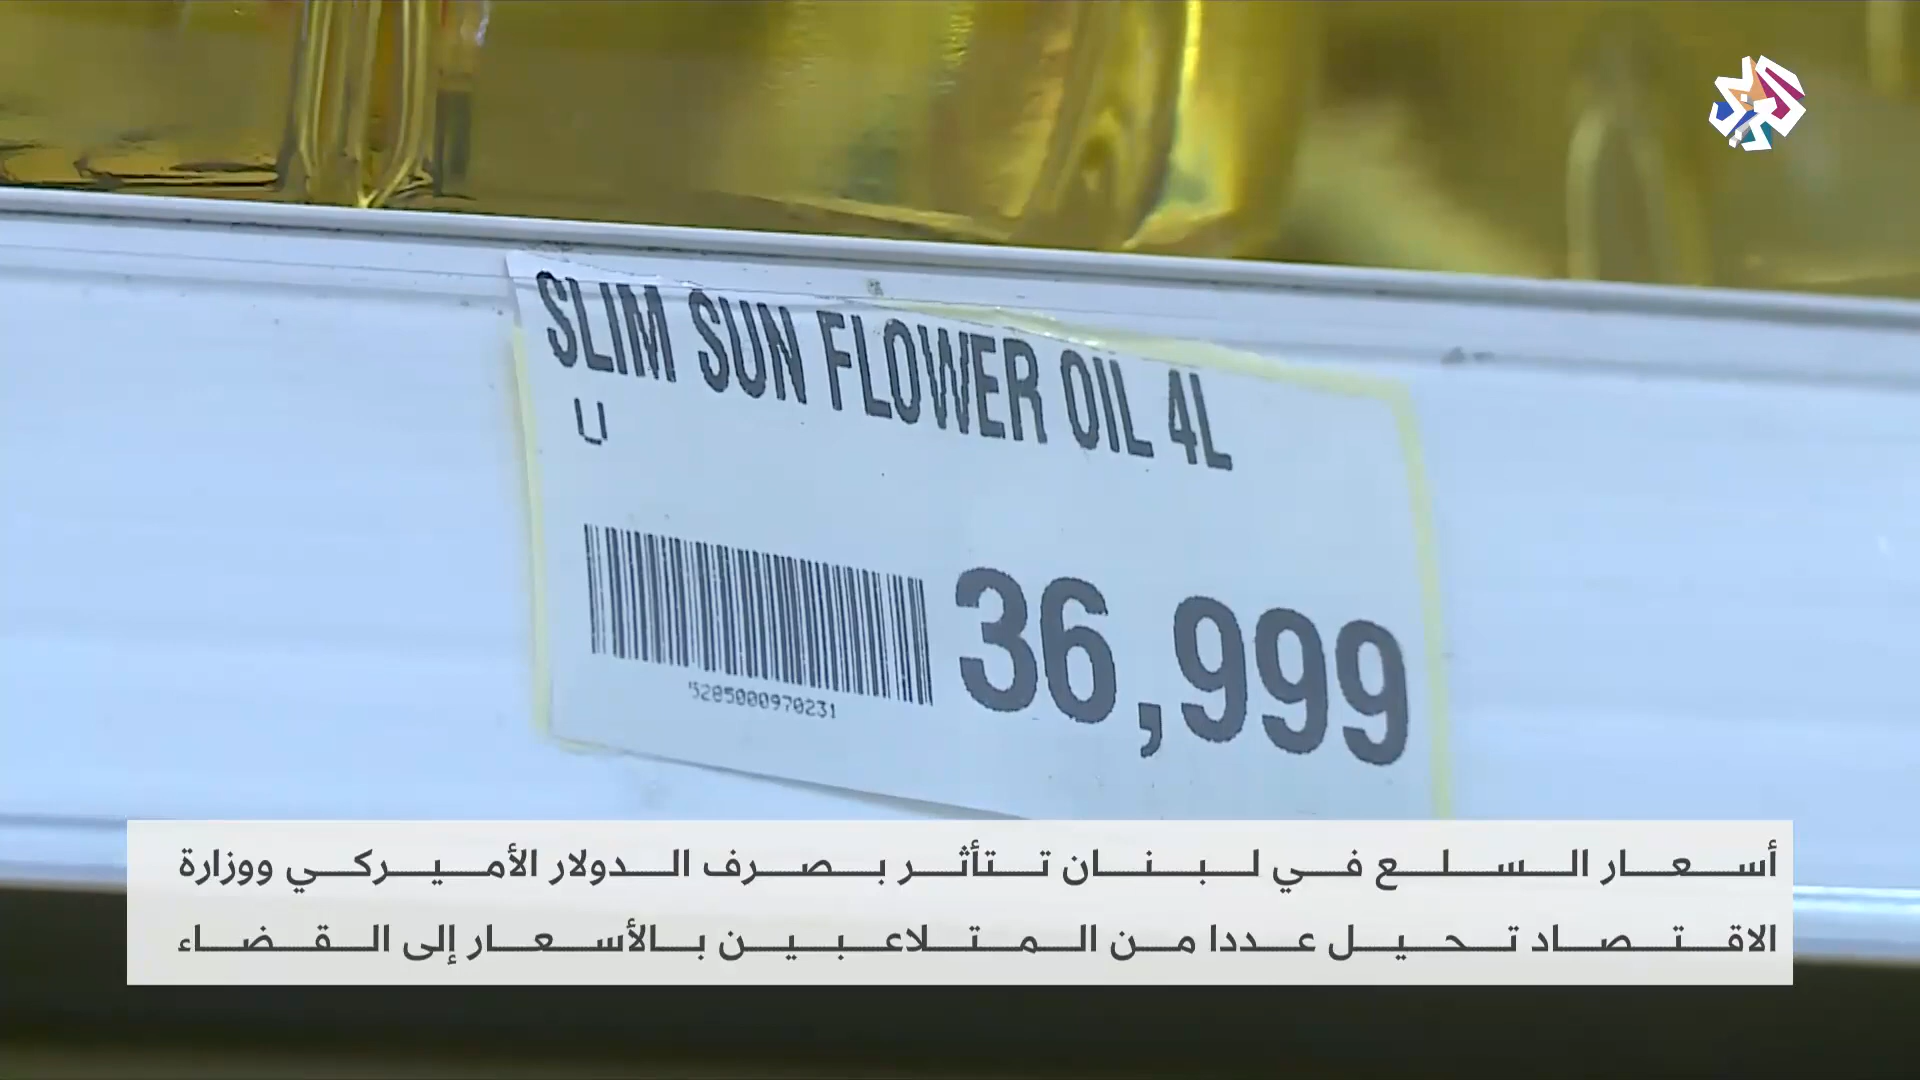 SLIM SUN FLOWER OIL 4L
U
36,999
5285000970231
أسعار السلع في لبنان تتأثر بصرف الدولار الأميركي ووزارة
الاقتصاد تحيل عددا من المتلاعبين بالأسعار إلى القضاء